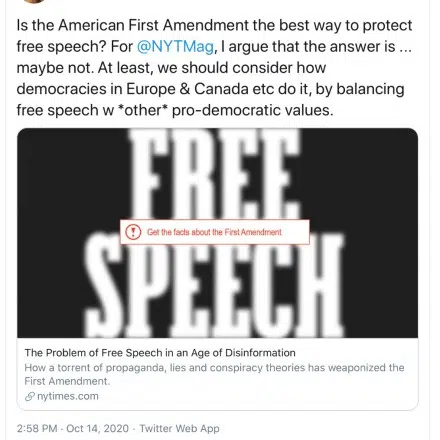 Is the American First Amendment the best way to protect
free speech? For @NYTMag, I argue that the answer is ...
maybe not. At least, we should consider how
democracies in Europe & Canada etc do it, by balancing
free speech w *other* pro-democratic values.
FREE
Get the facts about the First Amendment
SPEECH
The Problem of Free Speech in an Age of Disinformation
How a torrent of propaganda, lies and conspiracy theories has weaponized the
First Amendment.
nytimes.com
2:58 PM · Oct 14, 2020 · Twitter Web App